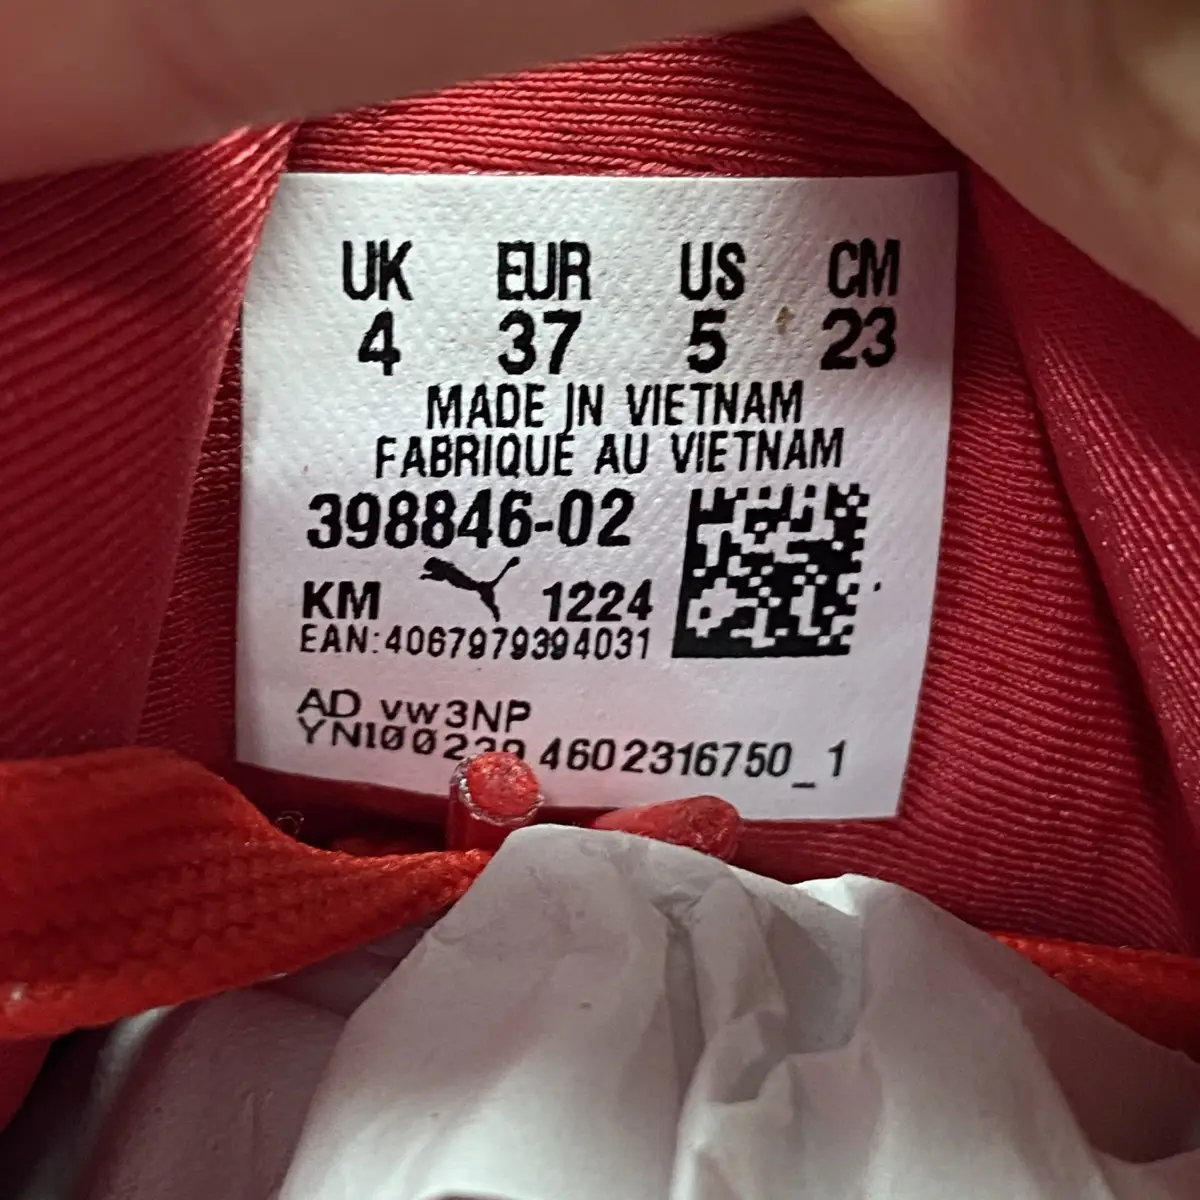 UK EUR US CM
4 37 5 23
MADE IN VIETNAM
FABRIQUÉ AU VIETNAM
398846-02
KM 1224
EAN:4067979394031
AD vw3NP
4602316750_1